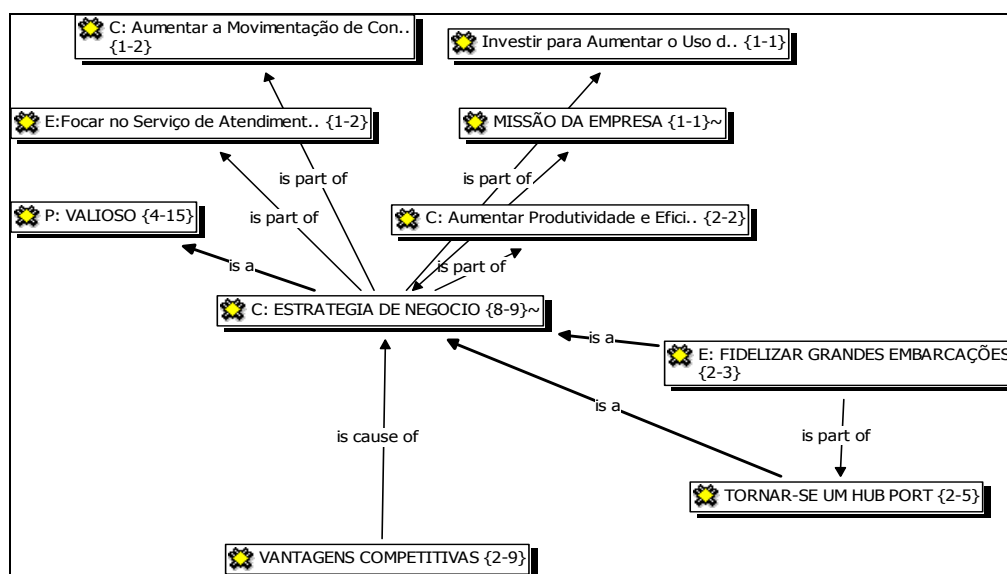 C: Aumentar a Movimentação de Con..
{1-2}
Investir para Aumentar o Uso d.. {1-1}
E:Focar no Serviço de Atendiment.. {1-2}
MISSÃO DA EMPRESA {1-1}~
is part of
is part of
P: VALIOSO {4-15}
is part of
C: Aumentar Produtividade e Efici.. {2-2}
is a
is part of
C: ESTRATEGIA DE NEGOCIO {8-9}~
is a
E: FIDELIZAR GRANDES EMBARCAÇÕES
{2-3}
is a
is cause of
is part of
TORNAR-SE UM HUB PORT {2-5}
VANTAGENS COMPETITIVAS {2-9}